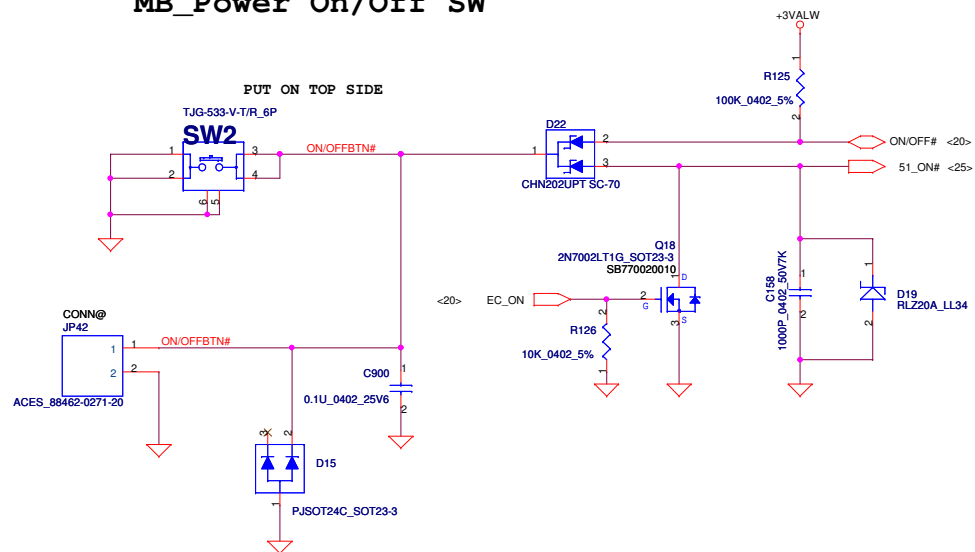 MB_Power On/Off SW
+3VALW
1
R125
100K_0402_5%
2
PUT ON TOP SIDE
TJG-533-V-T/R_6P
SW2
1
2
3
4
6
5
ON/OFFBTN#
D22
1
2
3
CHN202UPT SC-70
ON/OFF# <20>
51_ON# <25>
Q18
2N7002LT1G_SOT23-3
SB770020010
1
D
2
G
3
S
<20> EC_ON
2
R126
10K_0402_5%
1
1
C158
1000P_0402_50V7K
2
1
D19
RLZ20A_LL34
2
CONN@
JP42
1
2
1
2
ACES_88462-0271-20
ON/OFFBTN#
1
C900
0.1U_0402_25V6
2
3
2
D15
1
PJSOT24C_SOT23-3